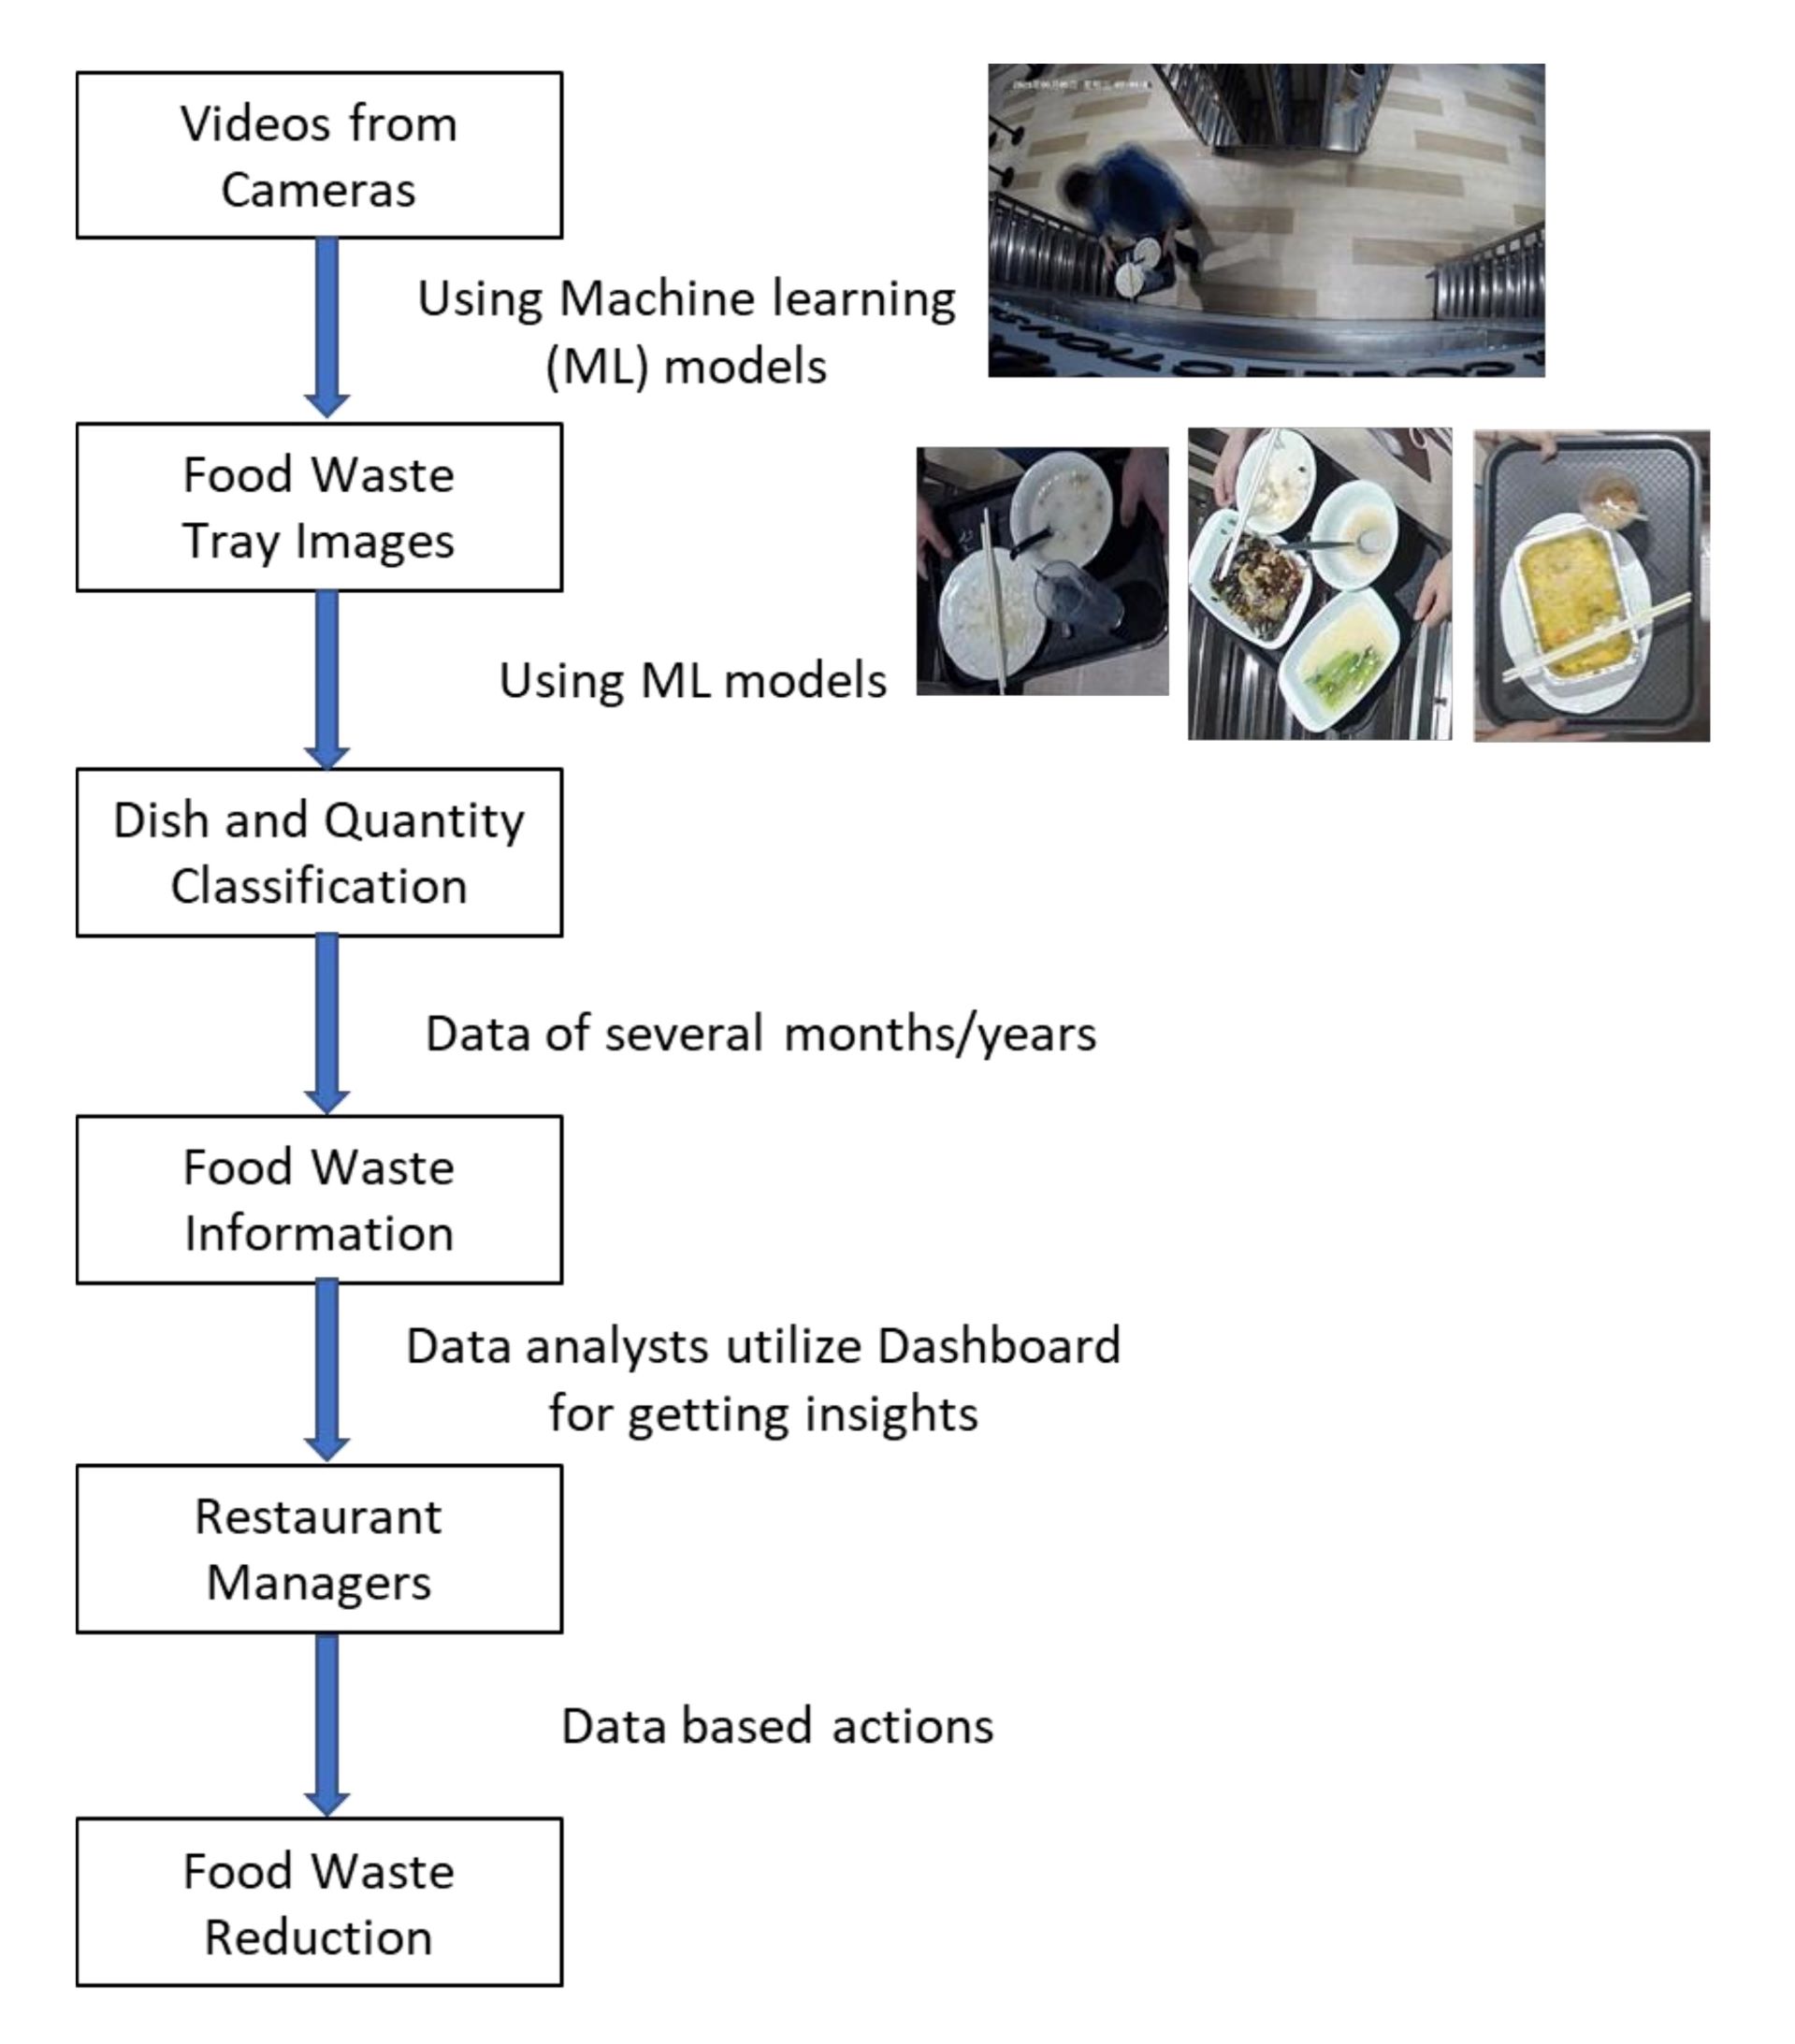 Videos from
Cameras
Using Machine learning
(ML) models
Food Waste
Tray Images
Using ML models
Dish and Quantity
Classification
Data of several months/years
Food Waste
Information
Data analysts utilize Dashboard
for getting insights
Restaurant
Managers
Data based actions
Food Waste
Reduction